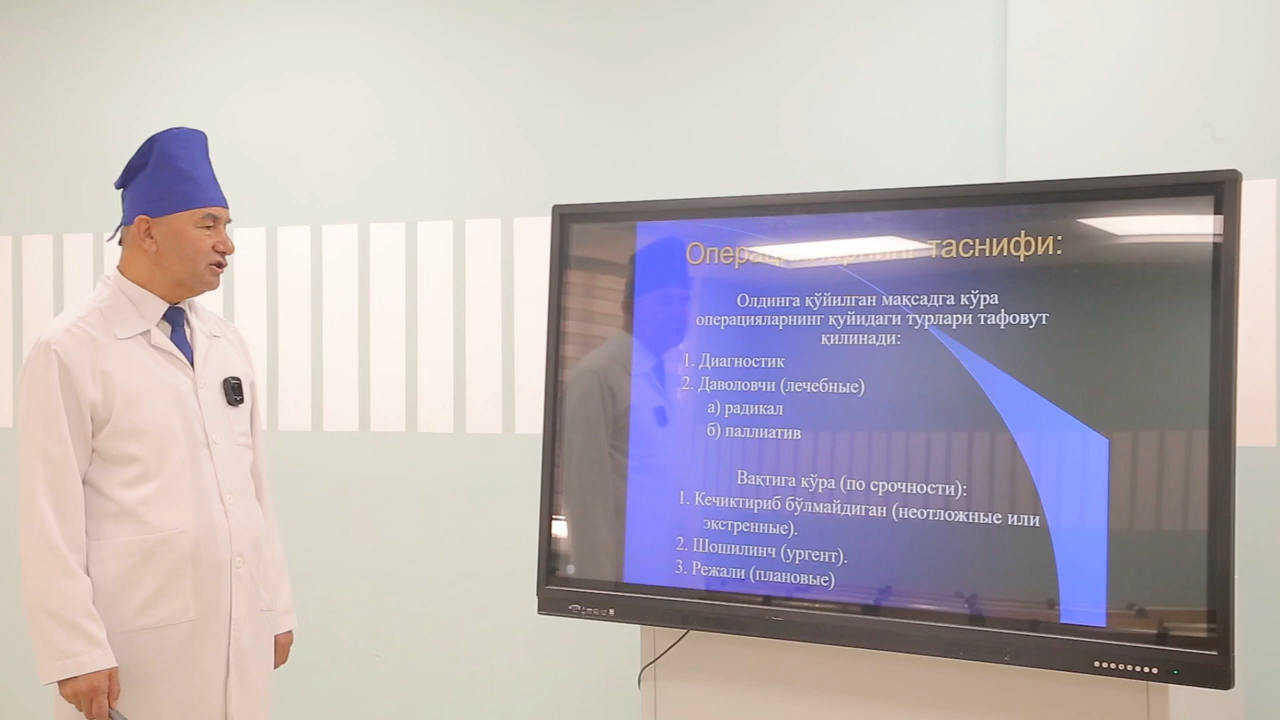 Операцияларнинг таснифи:
Олдинга қўйилган мақсадга кўра
операцияларнинг қуйидаги турлари тафовут
қилинади:
1. Диагностик
2. Даволовчи (лечебные)
а) радикал
б) паллиатив
Вақтига кўра (по срочности):
1. Кечиктириб бўлмайдиган (неотложные или
экстренные).
2. Шошилинч (ургент).
3. Режали (плановые)